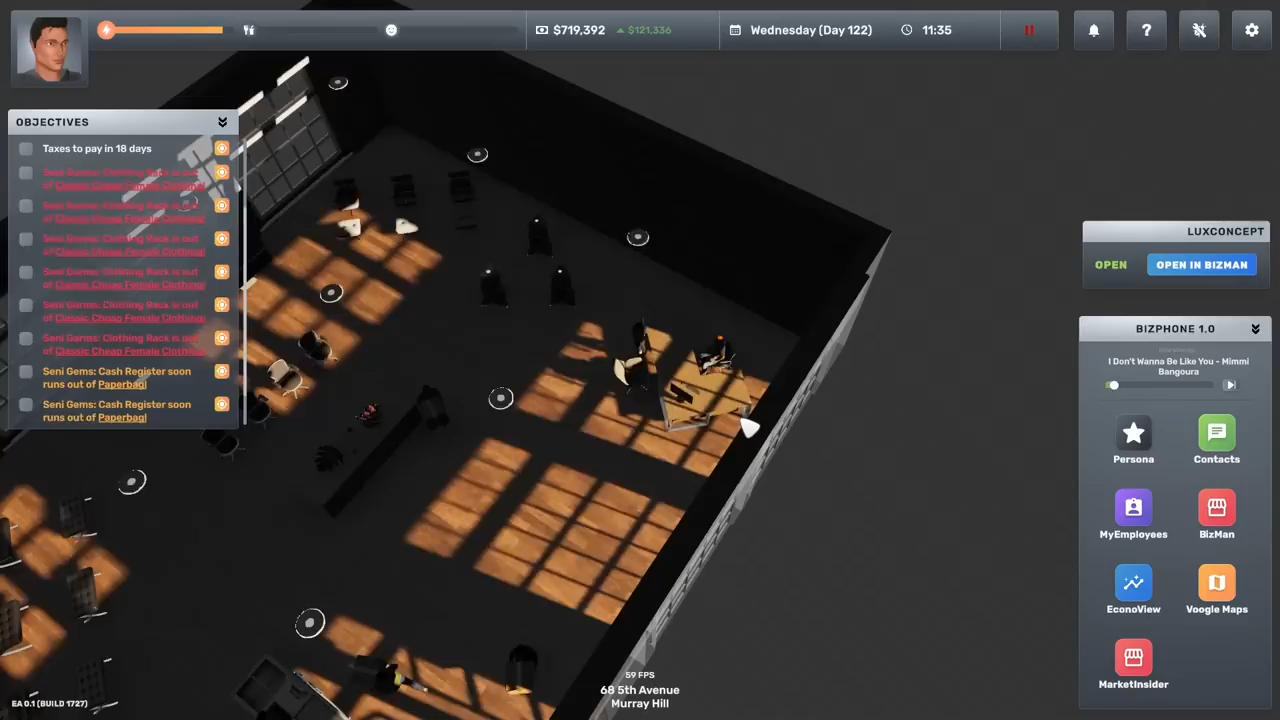 $719,392
$121,336
Wednesday (Day 122)
11:35
?
OBJECTIVES
Taxes to pay in 18 days
Seni Garms: Clothing Rack is out
of Classic Cheap Female Clothing!
Seni Garms: Clothing Rack is out
of Classic Cheap Female Clothing!
Seni Garms: Clothing Rack is out
of Classic Cheap Female Clothing!
Seni Garms: Clothing Rack is out
of Classic Cheap Female Clothing!
Seni Garms: Clothing Rack is out
of Classic Cheap Female Clothing!
Seni Garms: Clothing Rack is out
of Classic Cheap Female Clothing!
Seni Gems: Cash Register soon
runs out of Paperbag!
Seni Gems: Cash Register soon
runs out of Paperbag!
LUXCONCEPT
OPEN
OPEN IN BIZMAN
BIZPHONE 1.0
I Don't Wanna Be Like You - Mimmi
Bangoura
Persona
Contacts
MyEmployees
BizMan
EconoView
Voogle Maps
MarketInsider
59 FPS
68 5th Avenue
Murray Hill
EA 0.1 (BUILD 1727)